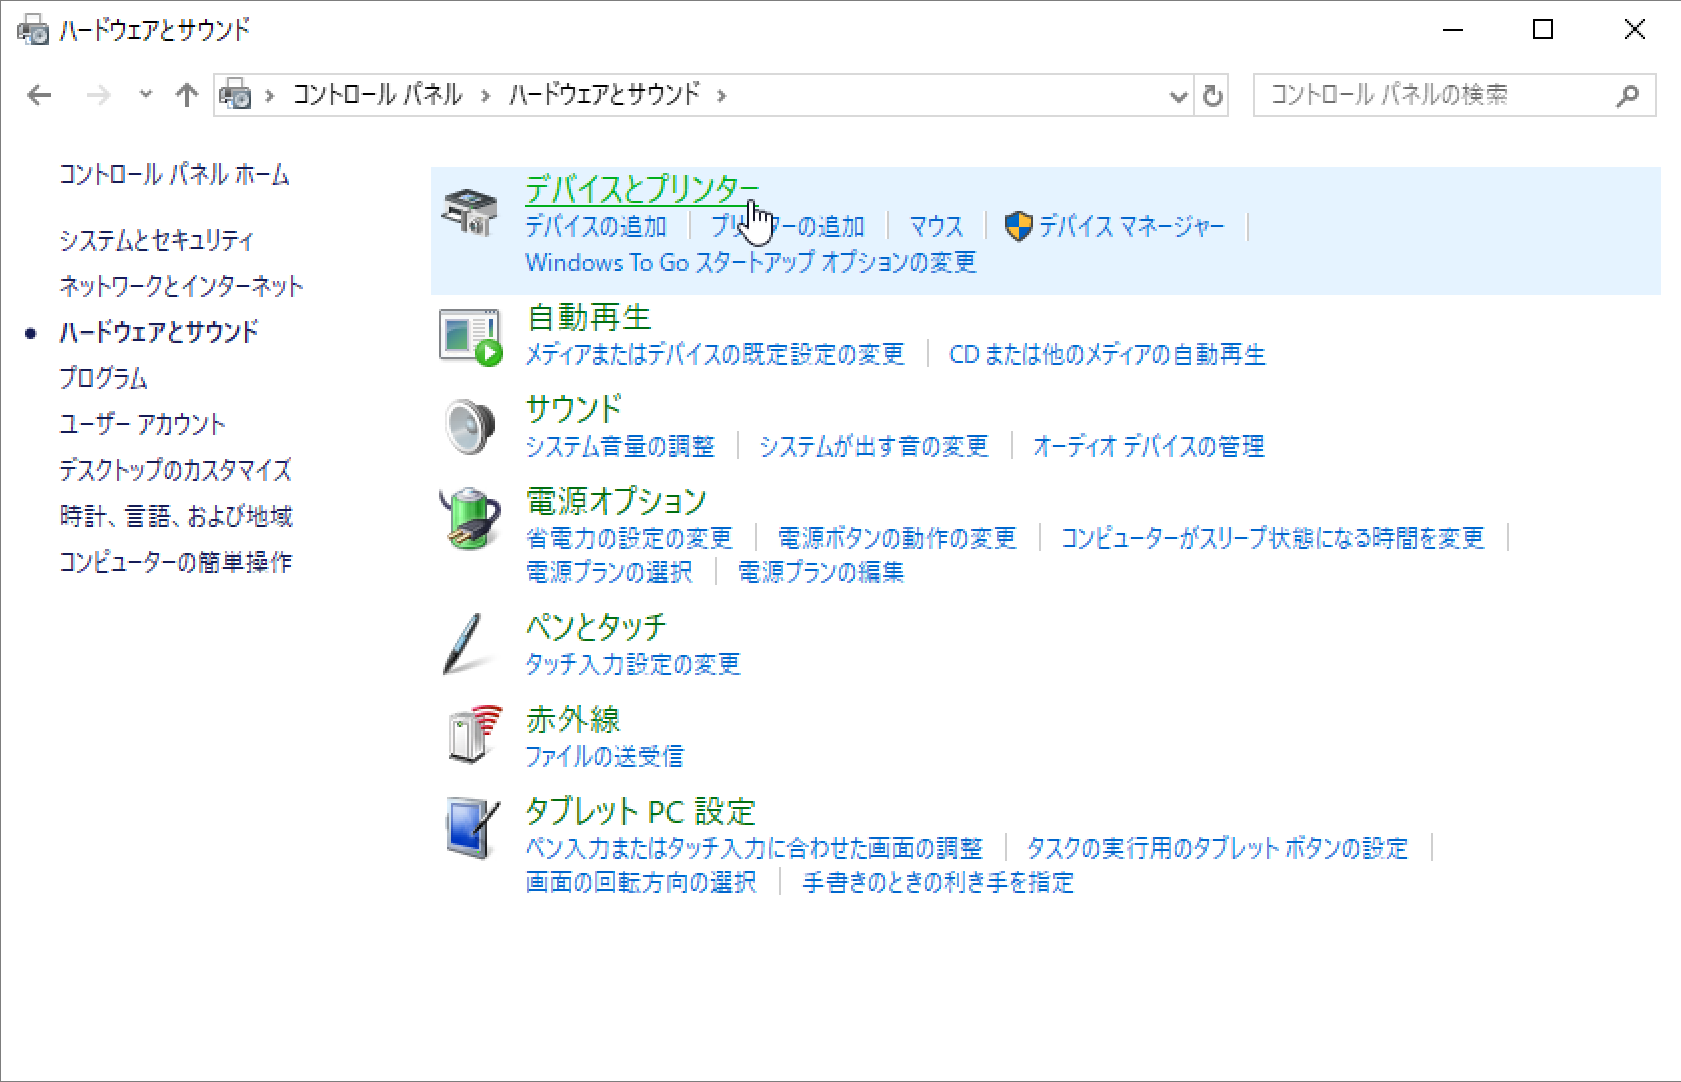 ハードウェアとサウンド
コントロール パネル › ハードウェアとサウンド ›
コントロール パネルの検索
コントロール パネル ホーム
システムとセキュリティ
ネットワークとインターネット
ハードウェアとサウンド
プログラム
ユーザー アカウント
デスクトップのカスタマイズ
時計、言語、および地域
コンピューターの簡単操作
デバイスとプリンター
デバイスの追加 プリンターの追加 マウス デバイス マネージャー
Windows To Go スタートアップ オプションの変更
自動再生
メディアまたはデバイスの既定設定の変更 CD または他のメディアの自動再生
サウンド
システム音量の調整 システムが出す音の変更 オーディオ デバイスの管理
電源オプション
省電力の設定の変更 電源ボタンの動作の変更 コンピューターがスリープ状態になる時間を変更
電源プランの選択 電源プランの編集
ペンとタッチ
タッチ入力設定の変更
赤外線
ファイルの送受信
タブレット PC 設定
ペン入力またはタッチ入力に合わせた画面の調整 タスクの実行用のタブレット ボタンの設定
画面の回転方向の選択 手書きのときの利き手を指定